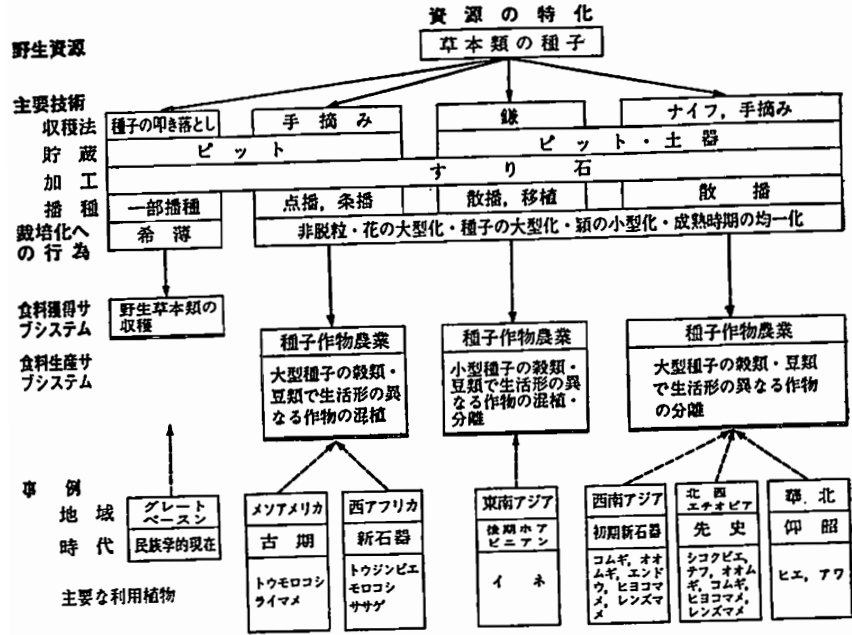 資源の特化
野生資源
草本類の種子
主要技術
収穫法
種子の叩き落とし
手摘み
鎌
ナイフ，手摘み
貯蔵
ピット
ピット・土器
加工
すり石
播種
一部播種
点播，条播
散播，移植
散播
栽培化へ
の行為
希薄
非脱粒・花の大型化・種子の大型化・穎の小型化・成熟時期の均一化
食料獲得サ
ブシステム
野生草本類の
収穫
食料生産サ
ブシステム
種子作物農業
大型種子の穀類・
豆類で生活形の異
なる作物の混植
種子作物農業
小型種子の穀類・
豆類で生活形の異
なる作物の混植・
分離
種子作物農業
大型種子の穀類・豆類
で生活形の異なる作物
の分離
事例
地域
グレート
ベースン
メソアメリカ
西アフリカ
東南アジア
西南アジア
北西
エチオピア
華北
時代
民族学的現在
古期
新石器
後期ホア
ビニアン
初期新石器
先史
仰韶
主要な利用植物
トウモロコシ
ライマメ
トウジンビエ
モロコシ
ササゲ
イネ
コムギ，オオ
ムギ，エンド
ウ，ヒヨコマ
メ，レンズマ
メ
シコクビエ，
テフ，オオム
ギ，コムギ，
ヒヨコマメ，
レンズマメ
ヒエ，アワ